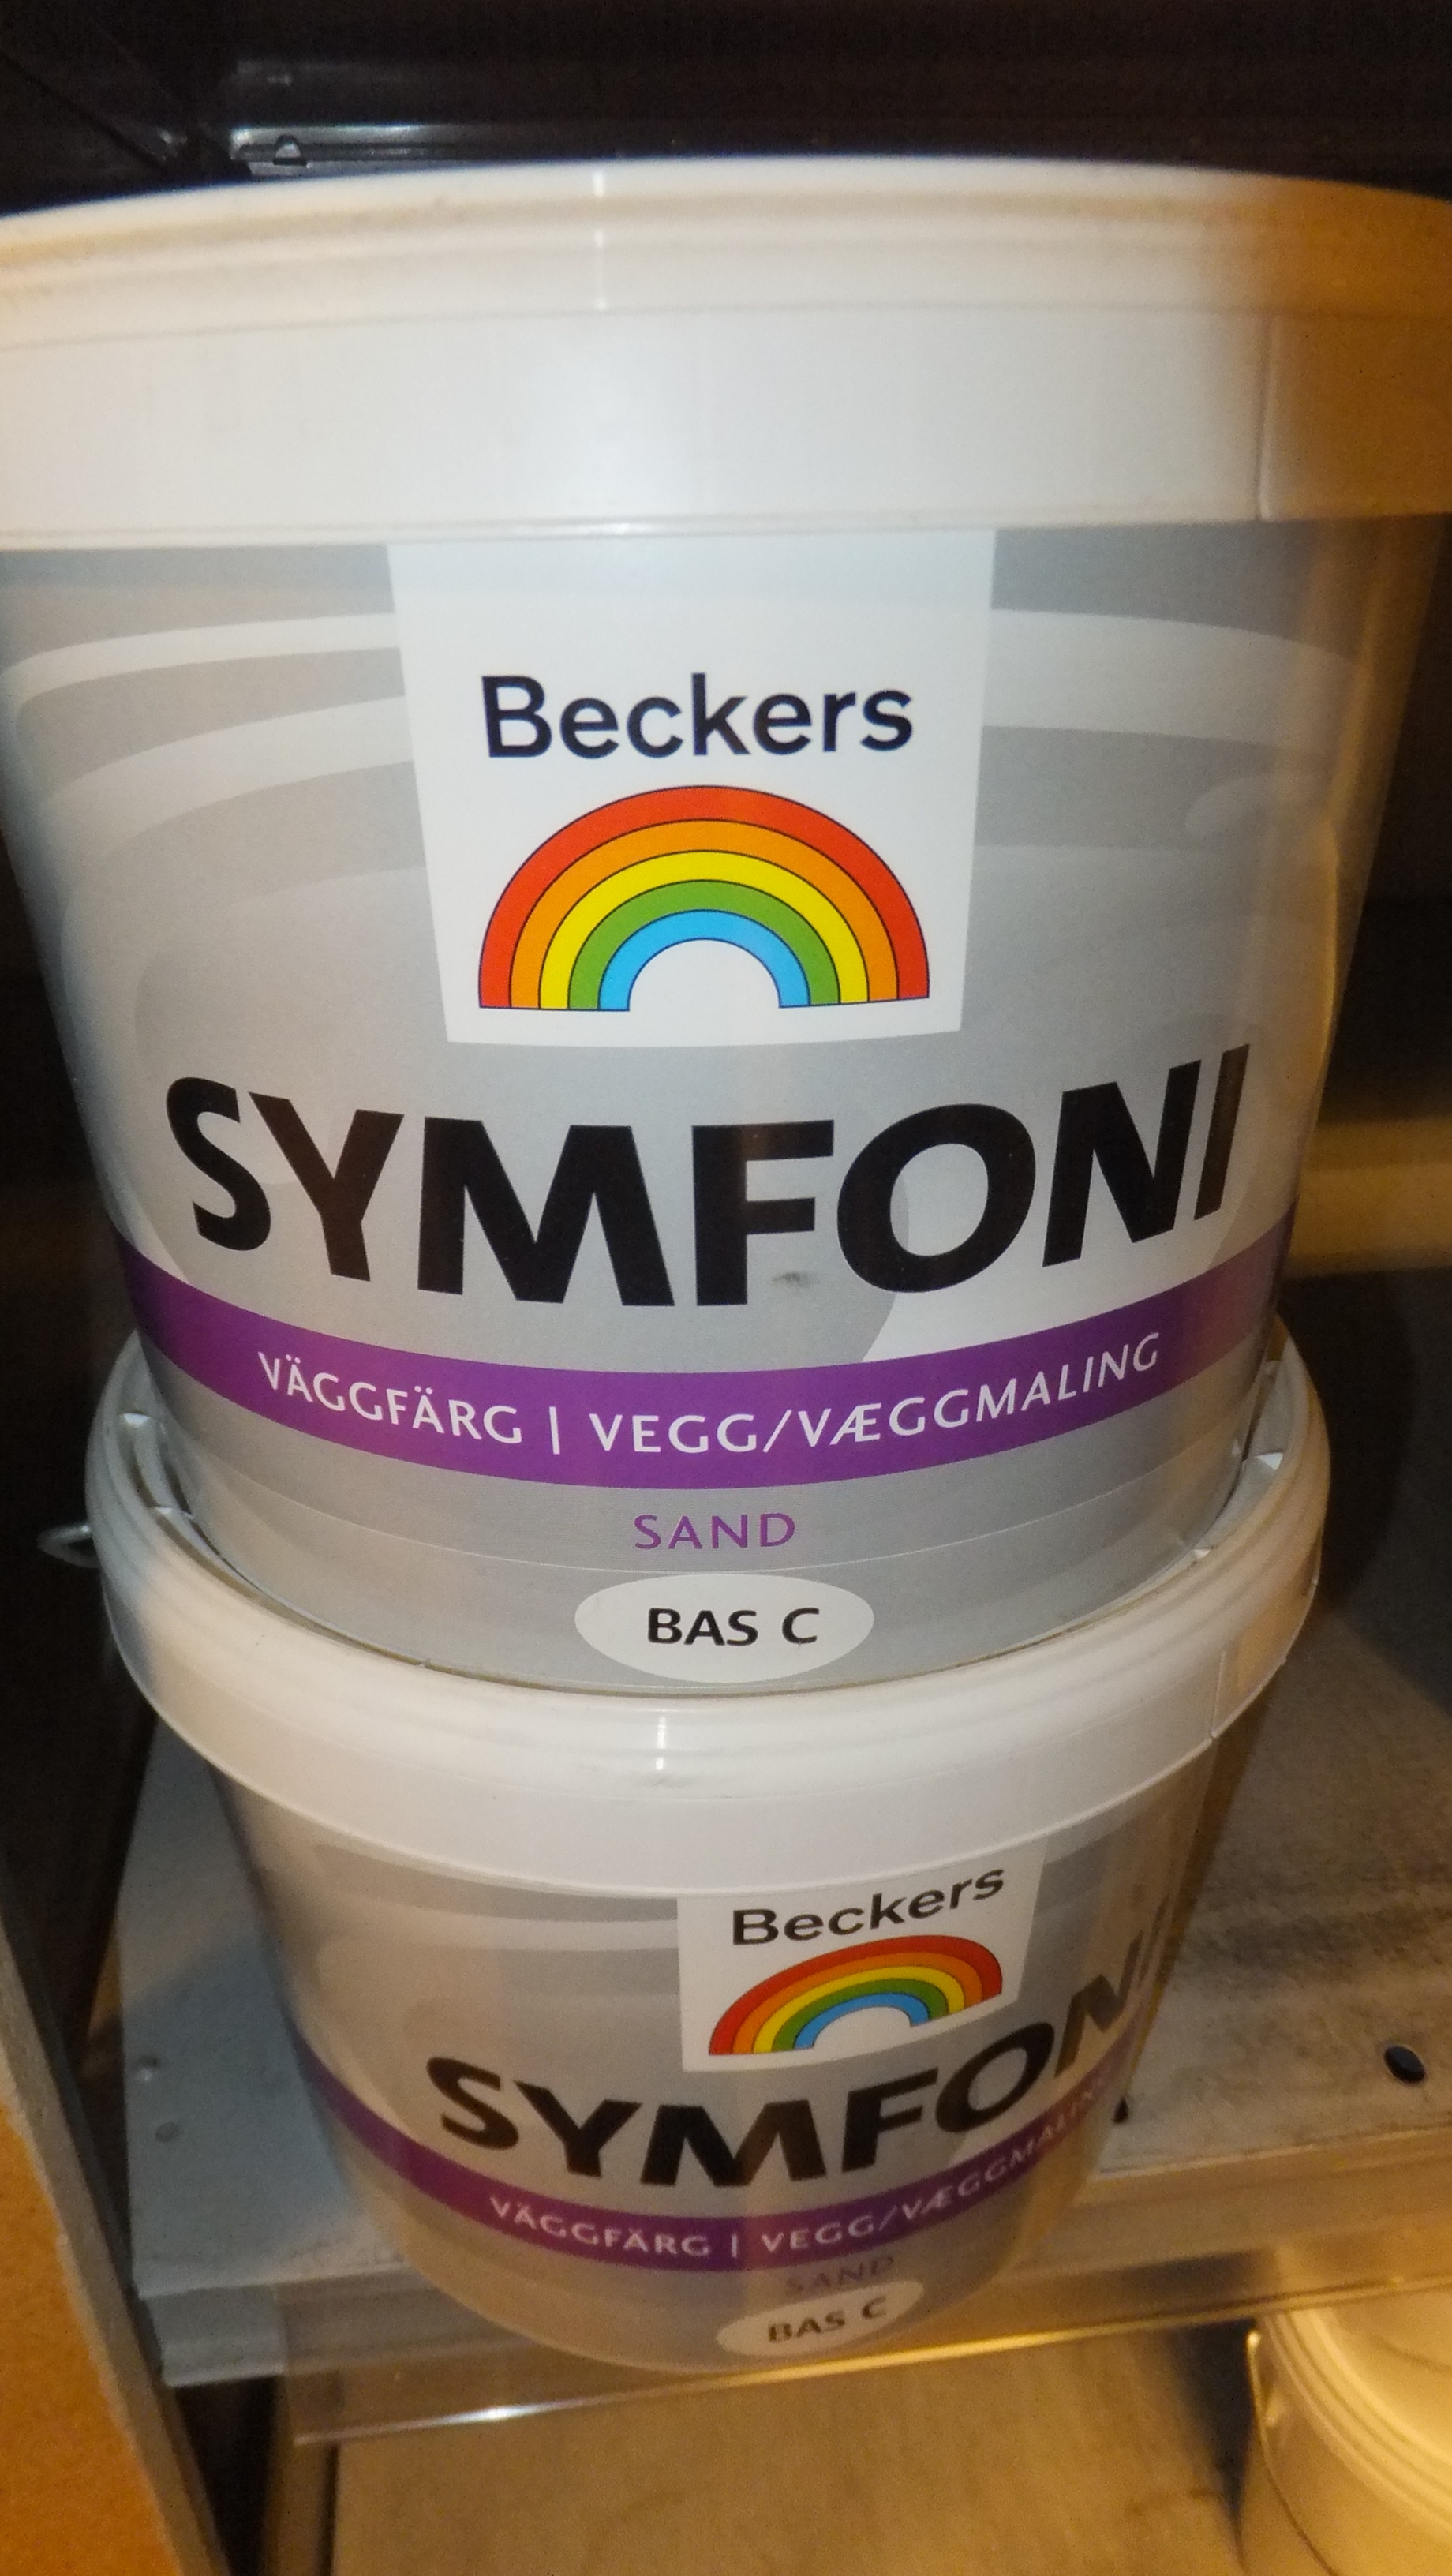 Beckers
SYMFONI
VÄGGFÄRG | VEGG/VÆGGMALING
SAND
BAS C
Beckers
SYMFONI
VÄGGFÄRG | VEGG/VÆGGMALING
SAND
BAS C